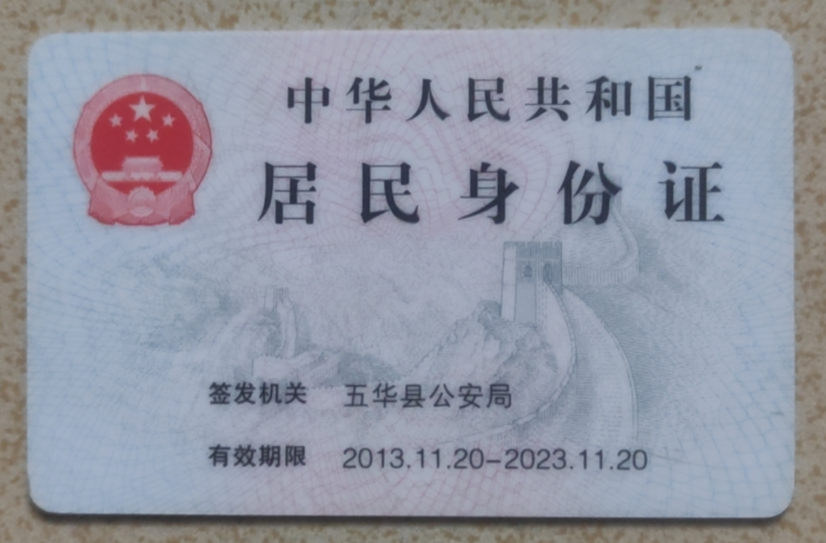 中华人民共和国
居民身份证
签发机关 五华县公安局
有效期限 2013.11.20-2023.11.20